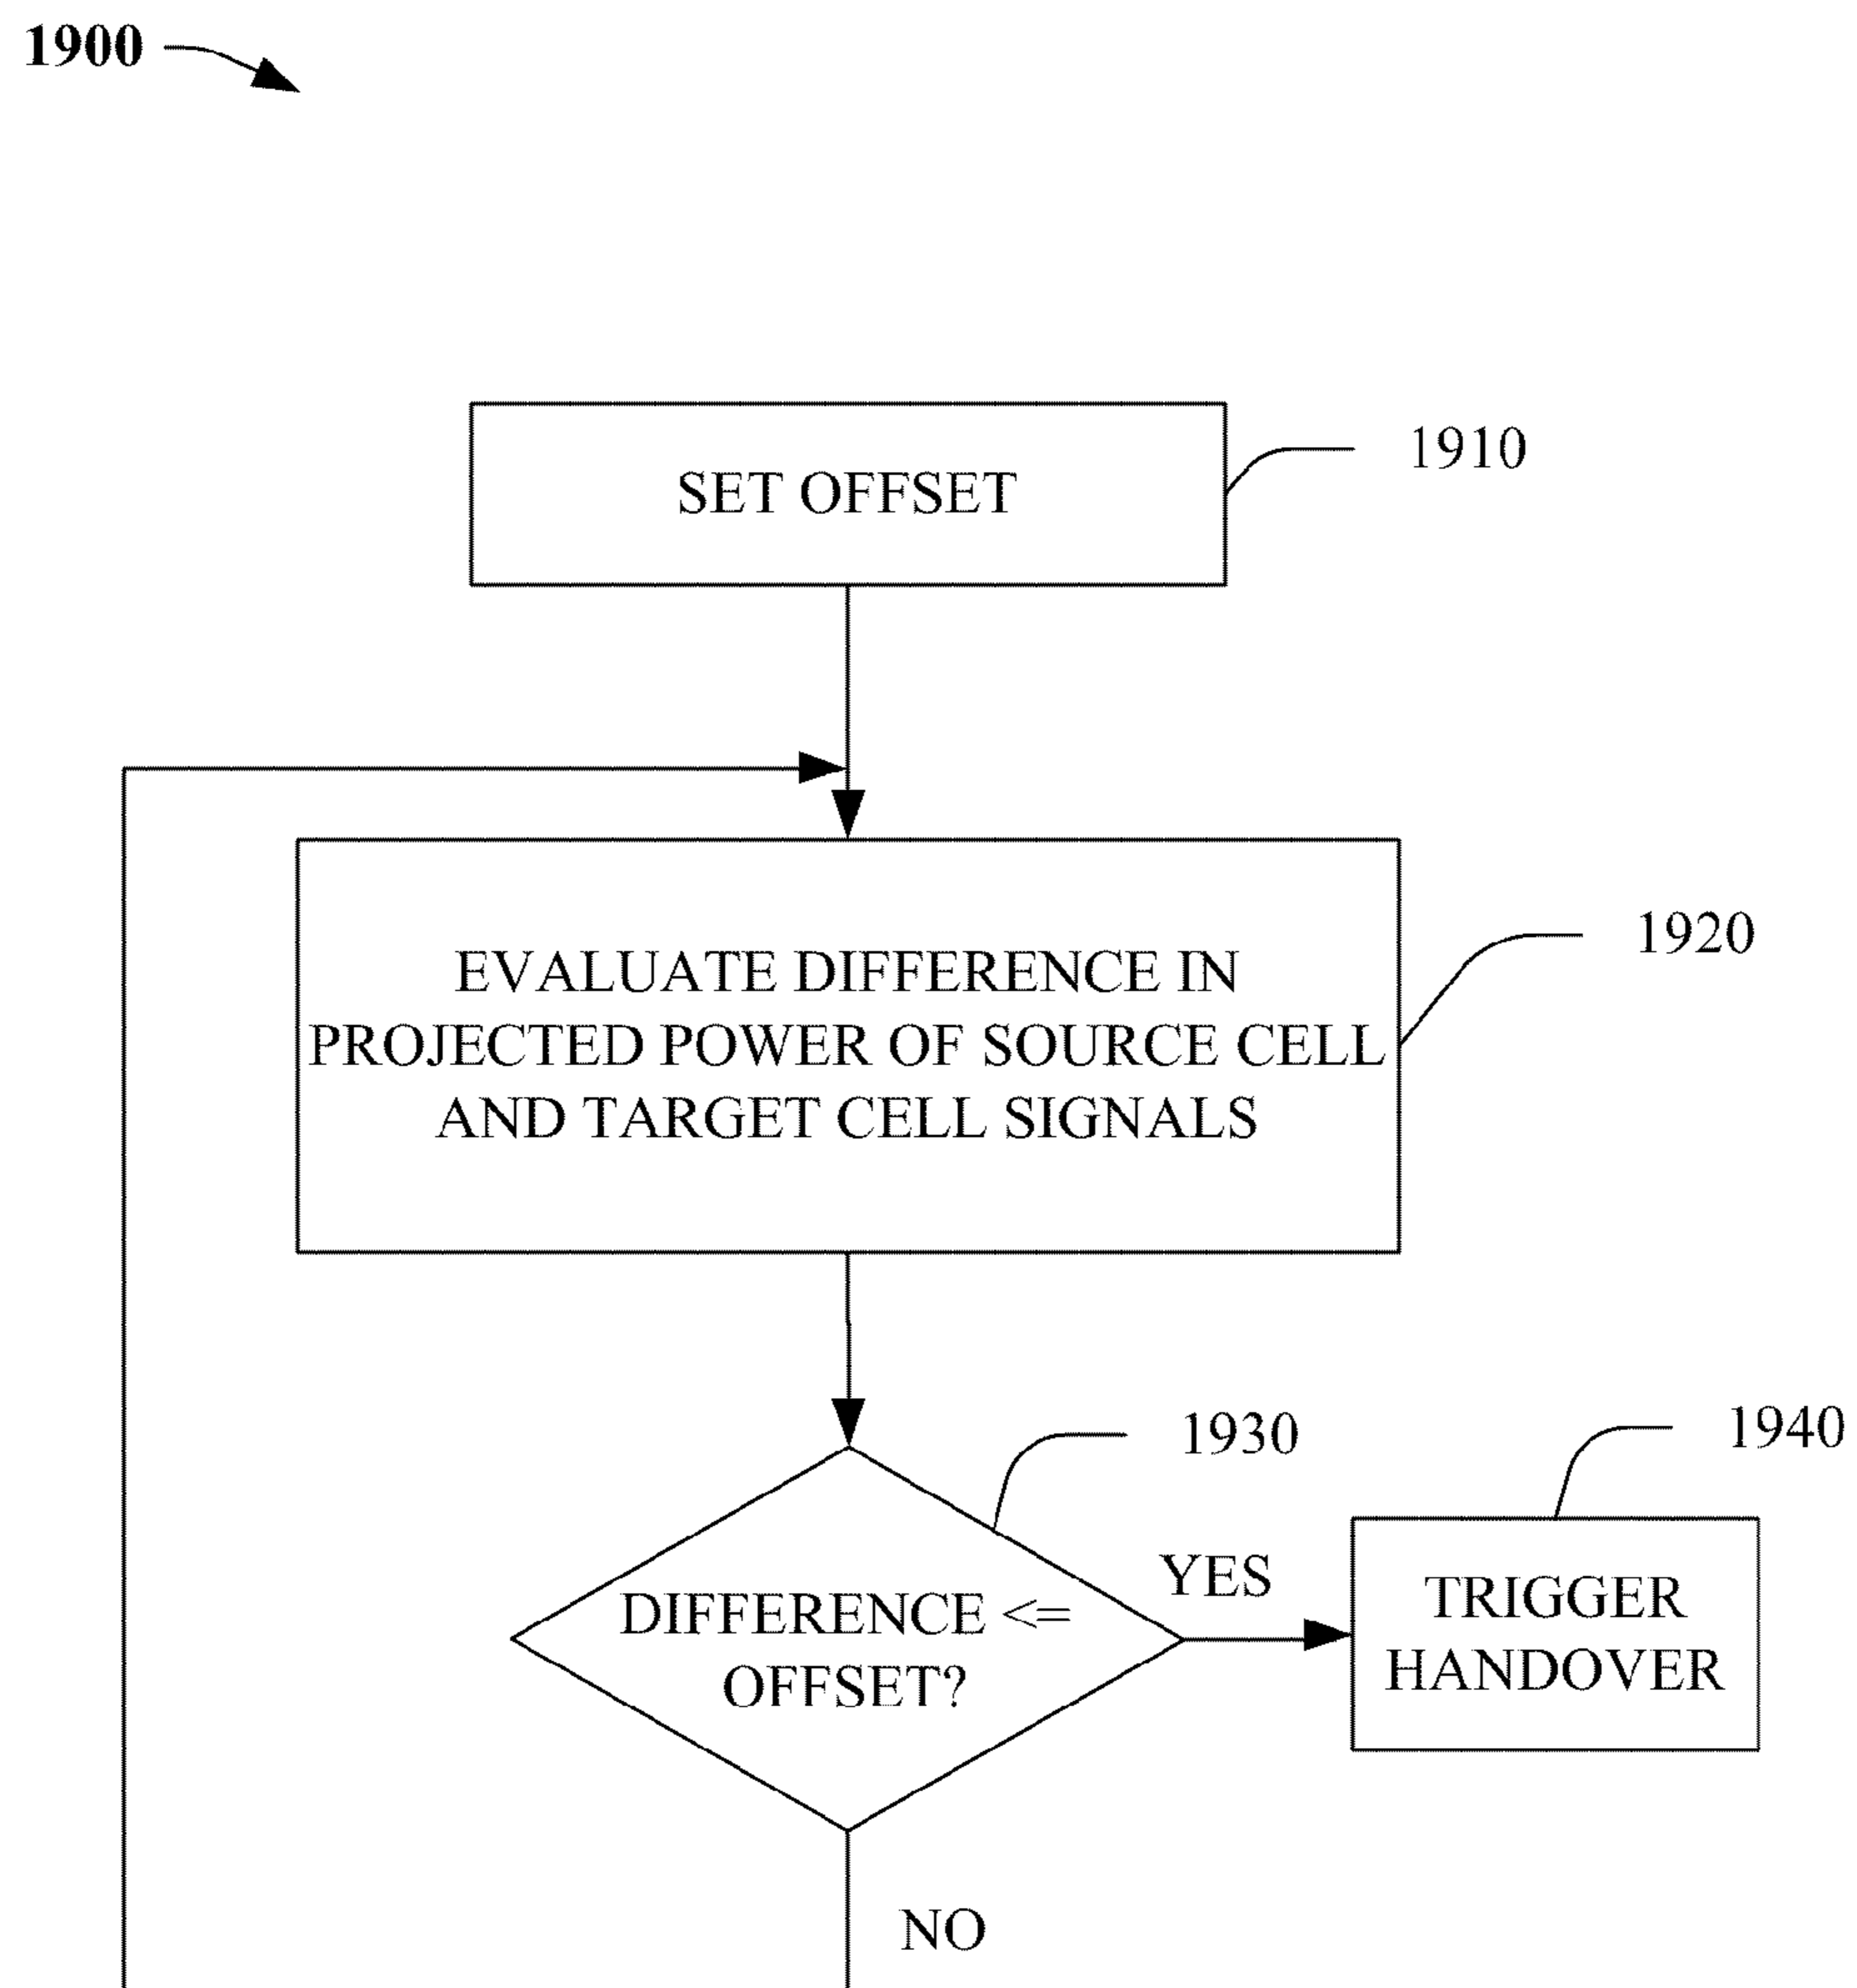 1900
SET OFFSET
1910
EVALUATE DIFFERENCE IN
PROJECTED POWER OF SOURCE CELL
AND TARGET CELL SIGNALS
1920
1930
DIFFERENCE <=
OFFSET?
YES
1940
TRIGGER
HANDOVER
NO